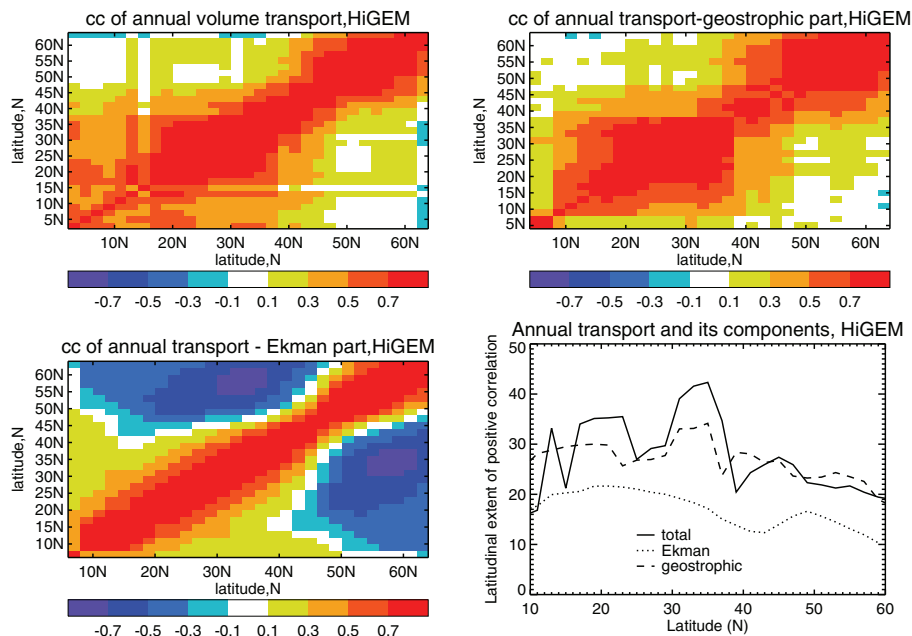 cc of annual volume transport,HiGEM
60N
55N
50N
45N
40N
35N
30N
25N
20N
15N
10N
5N
latitude,N
10N 20N 30N 40N 50N 60N
latitude,N
-0.7 -0.5 -0.3 -0.1 0.1 0.3 0.5 0.7
cc of annual transport-geostrophic part,HiGEM
60N
55N
50N
45N
40N
35N
30N
25N
20N
15N
10N
5N
latitude,N
10N 20N 30N 40N 50N 60N
latitude,N
-0.7 -0.5 -0.3 -0.1 0.1 0.3 0.5 0.7
cc of annual transport - Ekman part,HiGEM
60N
55N
50N
45N
40N
35N
30N
25N
20N
15N
10N
latitude,N
10N 20N 30N 40N 50N 60N
latitude,N
-0.7 -0.5 -0.3 -0.1 0.1 0.3 0.5 0.7
Annual transport and its components, HiGEM
50
40
30
20
10
0
Latitudinal extent of positive correlation
total
Ekman
geostrophic
10 20 30 40 50 60
Latitude (N)